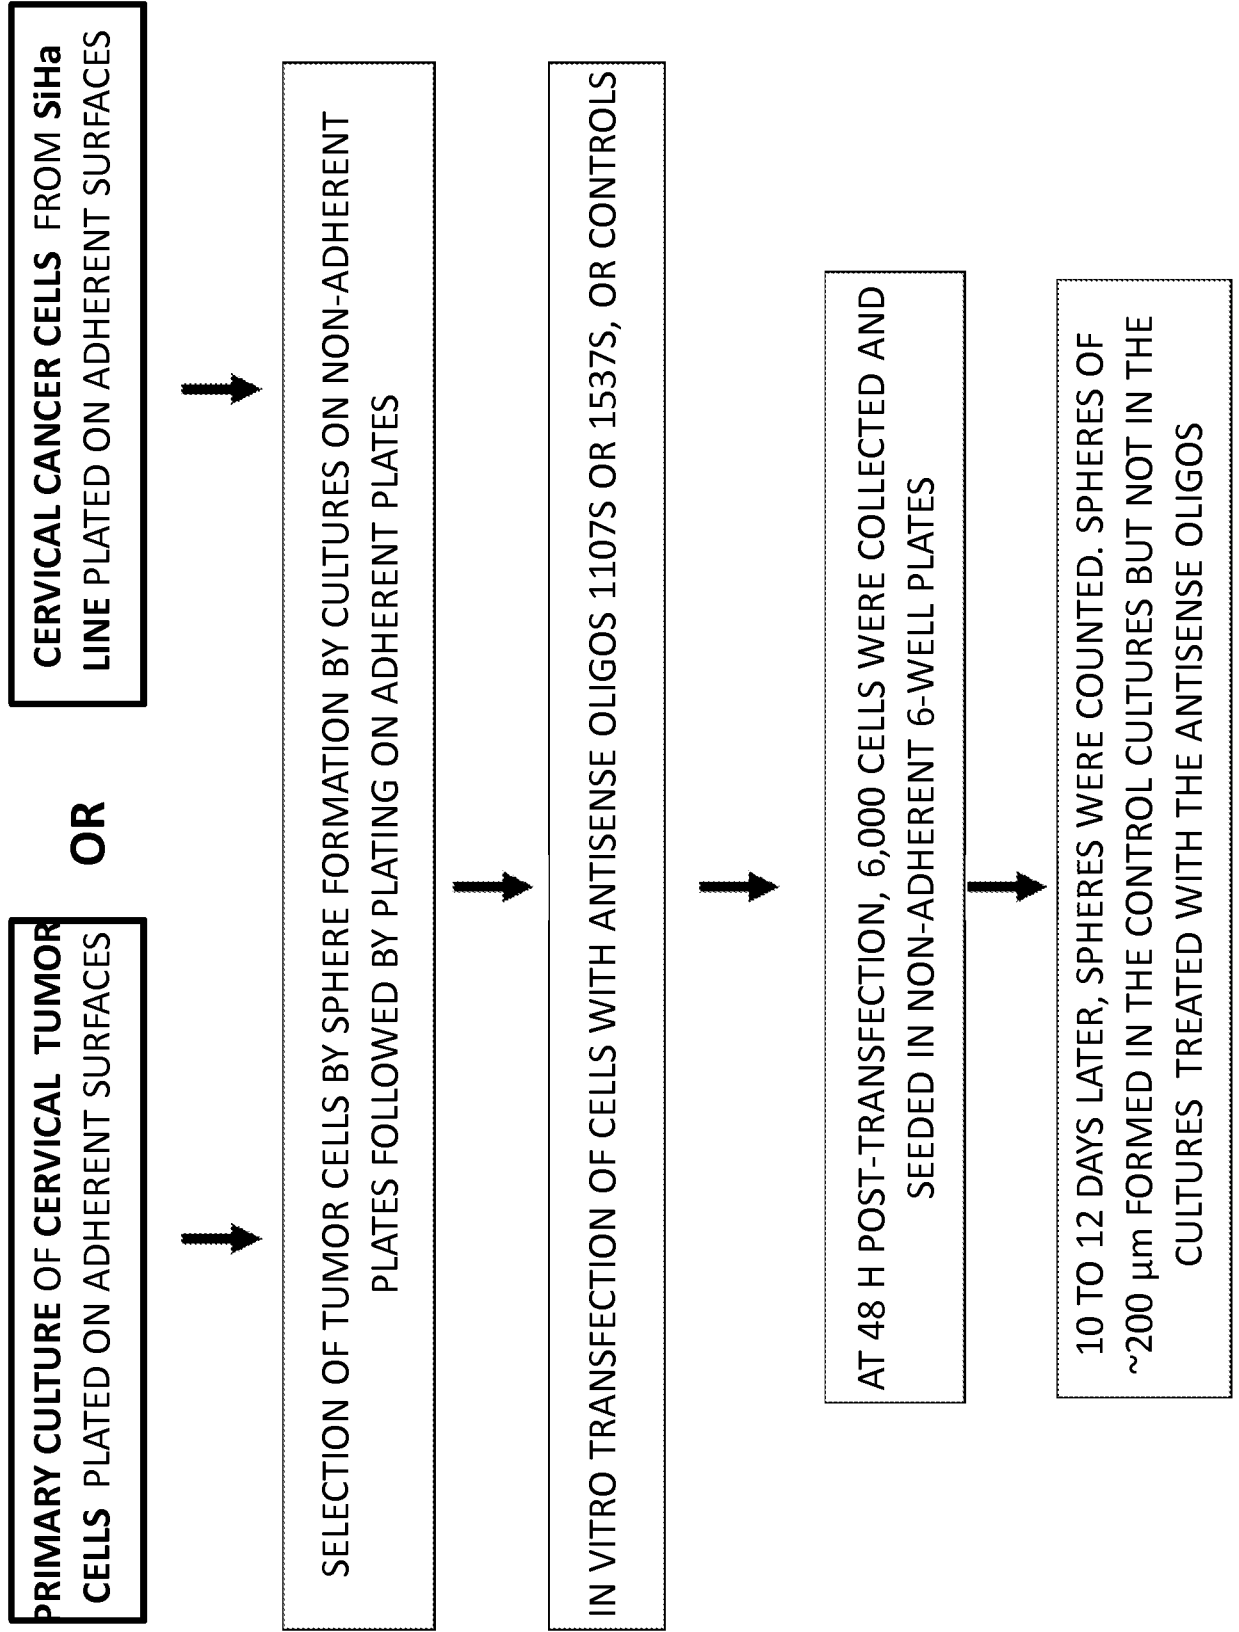 PRIMARY CULTURE OF CERVICAL TUMOR
CELLS PLATED ON ADHERENT SURFACES
OR
CERVICAL CANCER CELLS FROM SiHa
LINE PLATED ON ADHERENT SURFACES
SELECTION OF TUMOR CELLS BY SPHERE FORMATION BY CULTURES ON NON-ADHERENT
PLATES FOLLOWED BY PLATING ON ADHERENT PLATES
IN VITRO TRANSFECTION OF CELLS WITH ANTISENSE OLIGOS 1107S OR 1537S, OR CONTROLS
AT 48 H POST-TRANSFECTION, 6,000 CELLS WERE COLLECTED AND
SEEDED IN NON-ADHERENT 6-WELL PLATES
10 TO 12 DAYS LATER, SPHERES WERE COUNTED. SPHERES OF
~200 µm FORMED IN THE CONTROL CULTURES BUT NOT IN THE
CULTURES TREATED WITH THE ANTISENSE OLIGOS